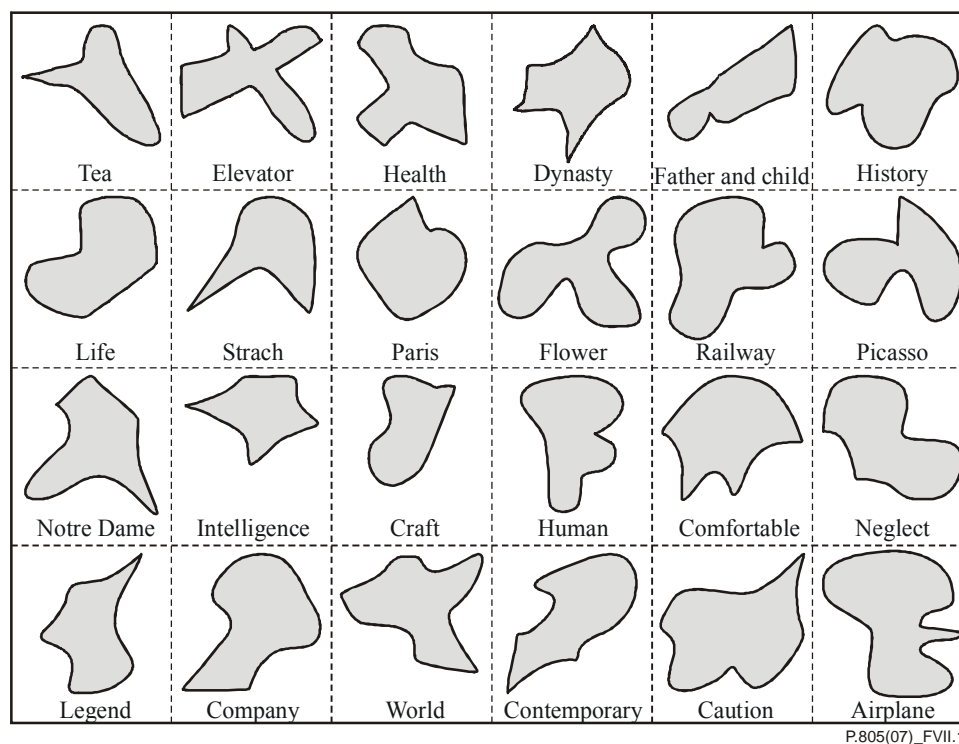 Tea Elevator Health Dynasty Father and child History
Life Strach Paris Flower Railway Picasso
Notre Dame Intelligence Craft Human Comfortable Neglect
Legend Company World Contemporary Caution Airplane